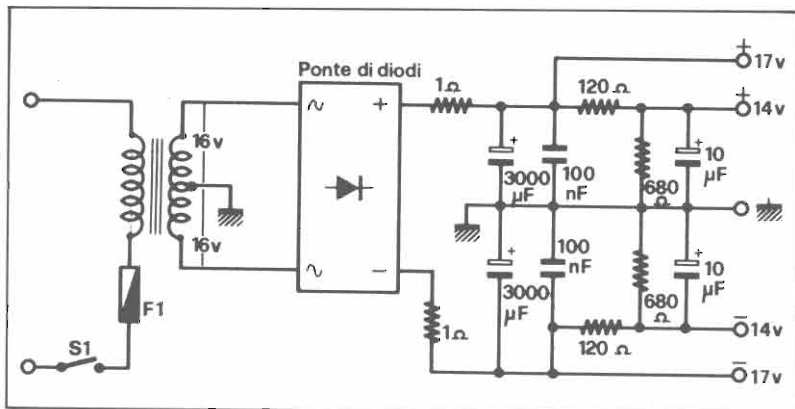 Ponte di diodi
+ 17v
1Ω
120 Ω
+ 14v
∼
+
16v
+
3000
µF
100
nF
680
Ω
+
10
µF
16v
∼
−
+
3000
µF
100
nF
680
Ω
+
10
µF
F1
1Ω
120 Ω
− 14v
S1
− 17v